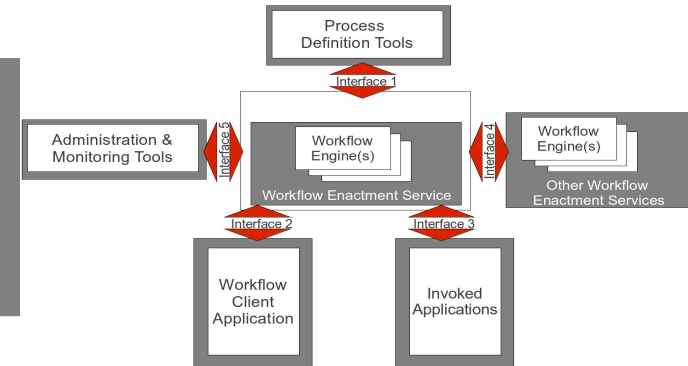 Process
Definition Tools
Interface 1
Administration &
Monitoring Tools
Interface 5
Workflow
Engine(s)
Workflow Enactment Service
Interface 4
Workflow
Engine(s)
Other Workflow
Enactment Services
Interface 2
Interface 3
Workflow
Client
Application
Invoked
Applications